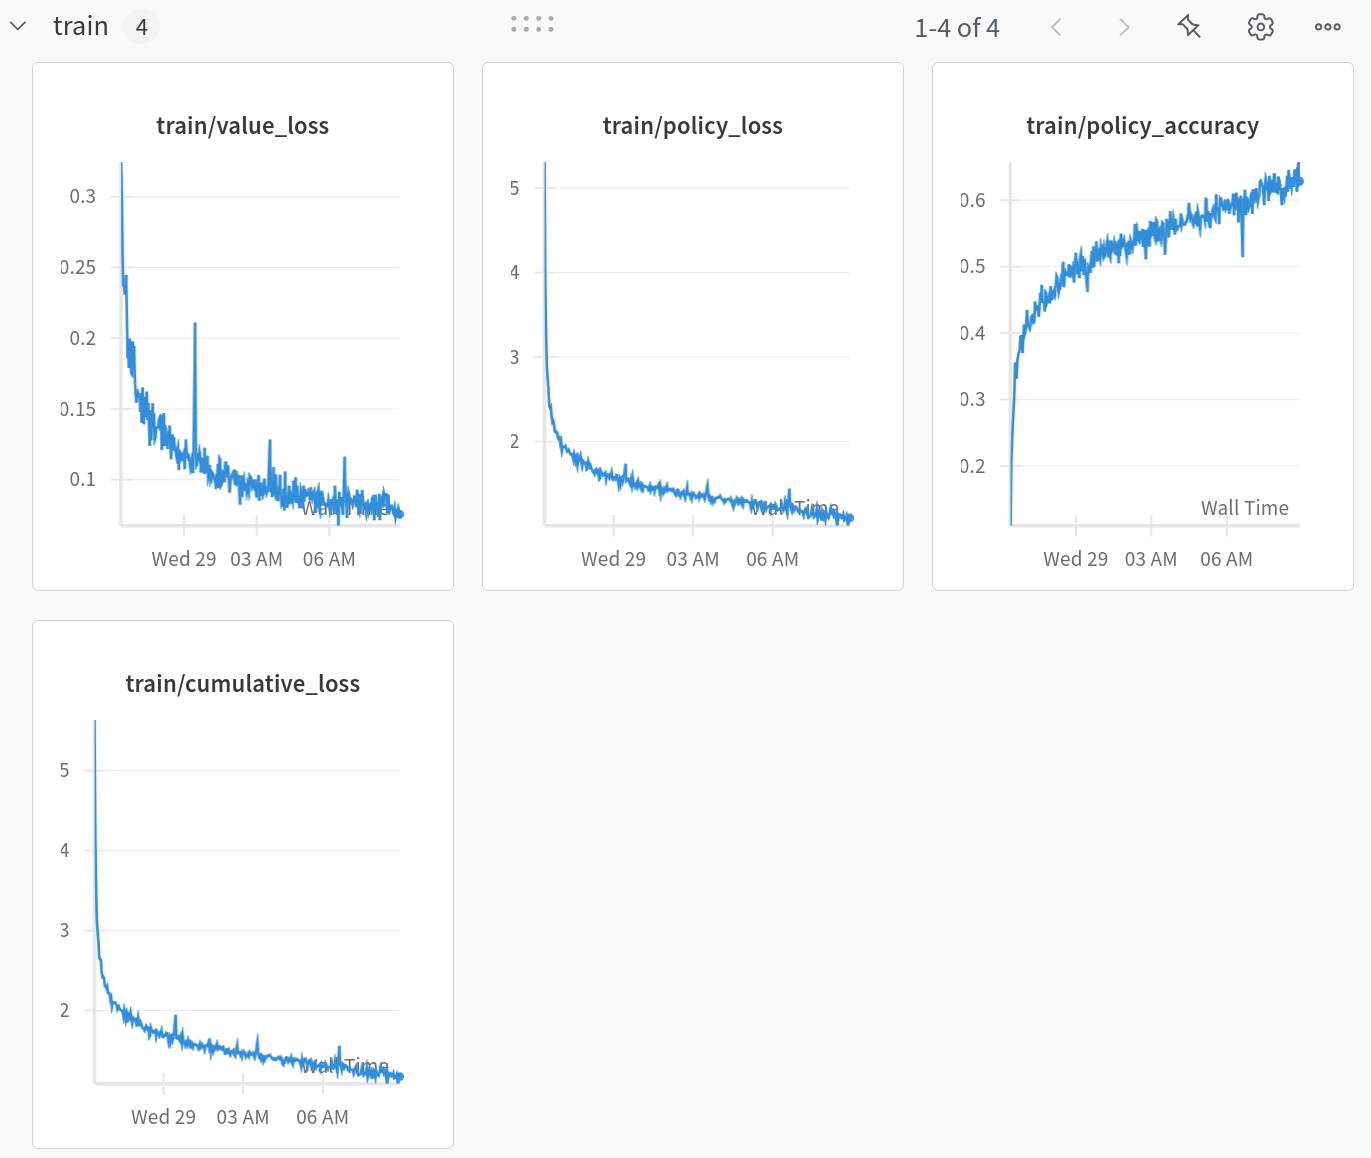 train 4 1-4 of 4
train/value_loss
0.3
0.25
0.2
0.15
0.1
Wall Time
Wed 29 03 AM 06 AM
train/policy_loss
5
4
3
2
Wall Time
Wed 29 03 AM 06 AM
train/policy_accuracy
0.6
0.5
0.4
0.3
0.2
Wall Time
Wed 29 03 AM 06 AM
train/cumulative_loss
5
4
3
2
Wall Time
Wed 29 03 AM 06 AM